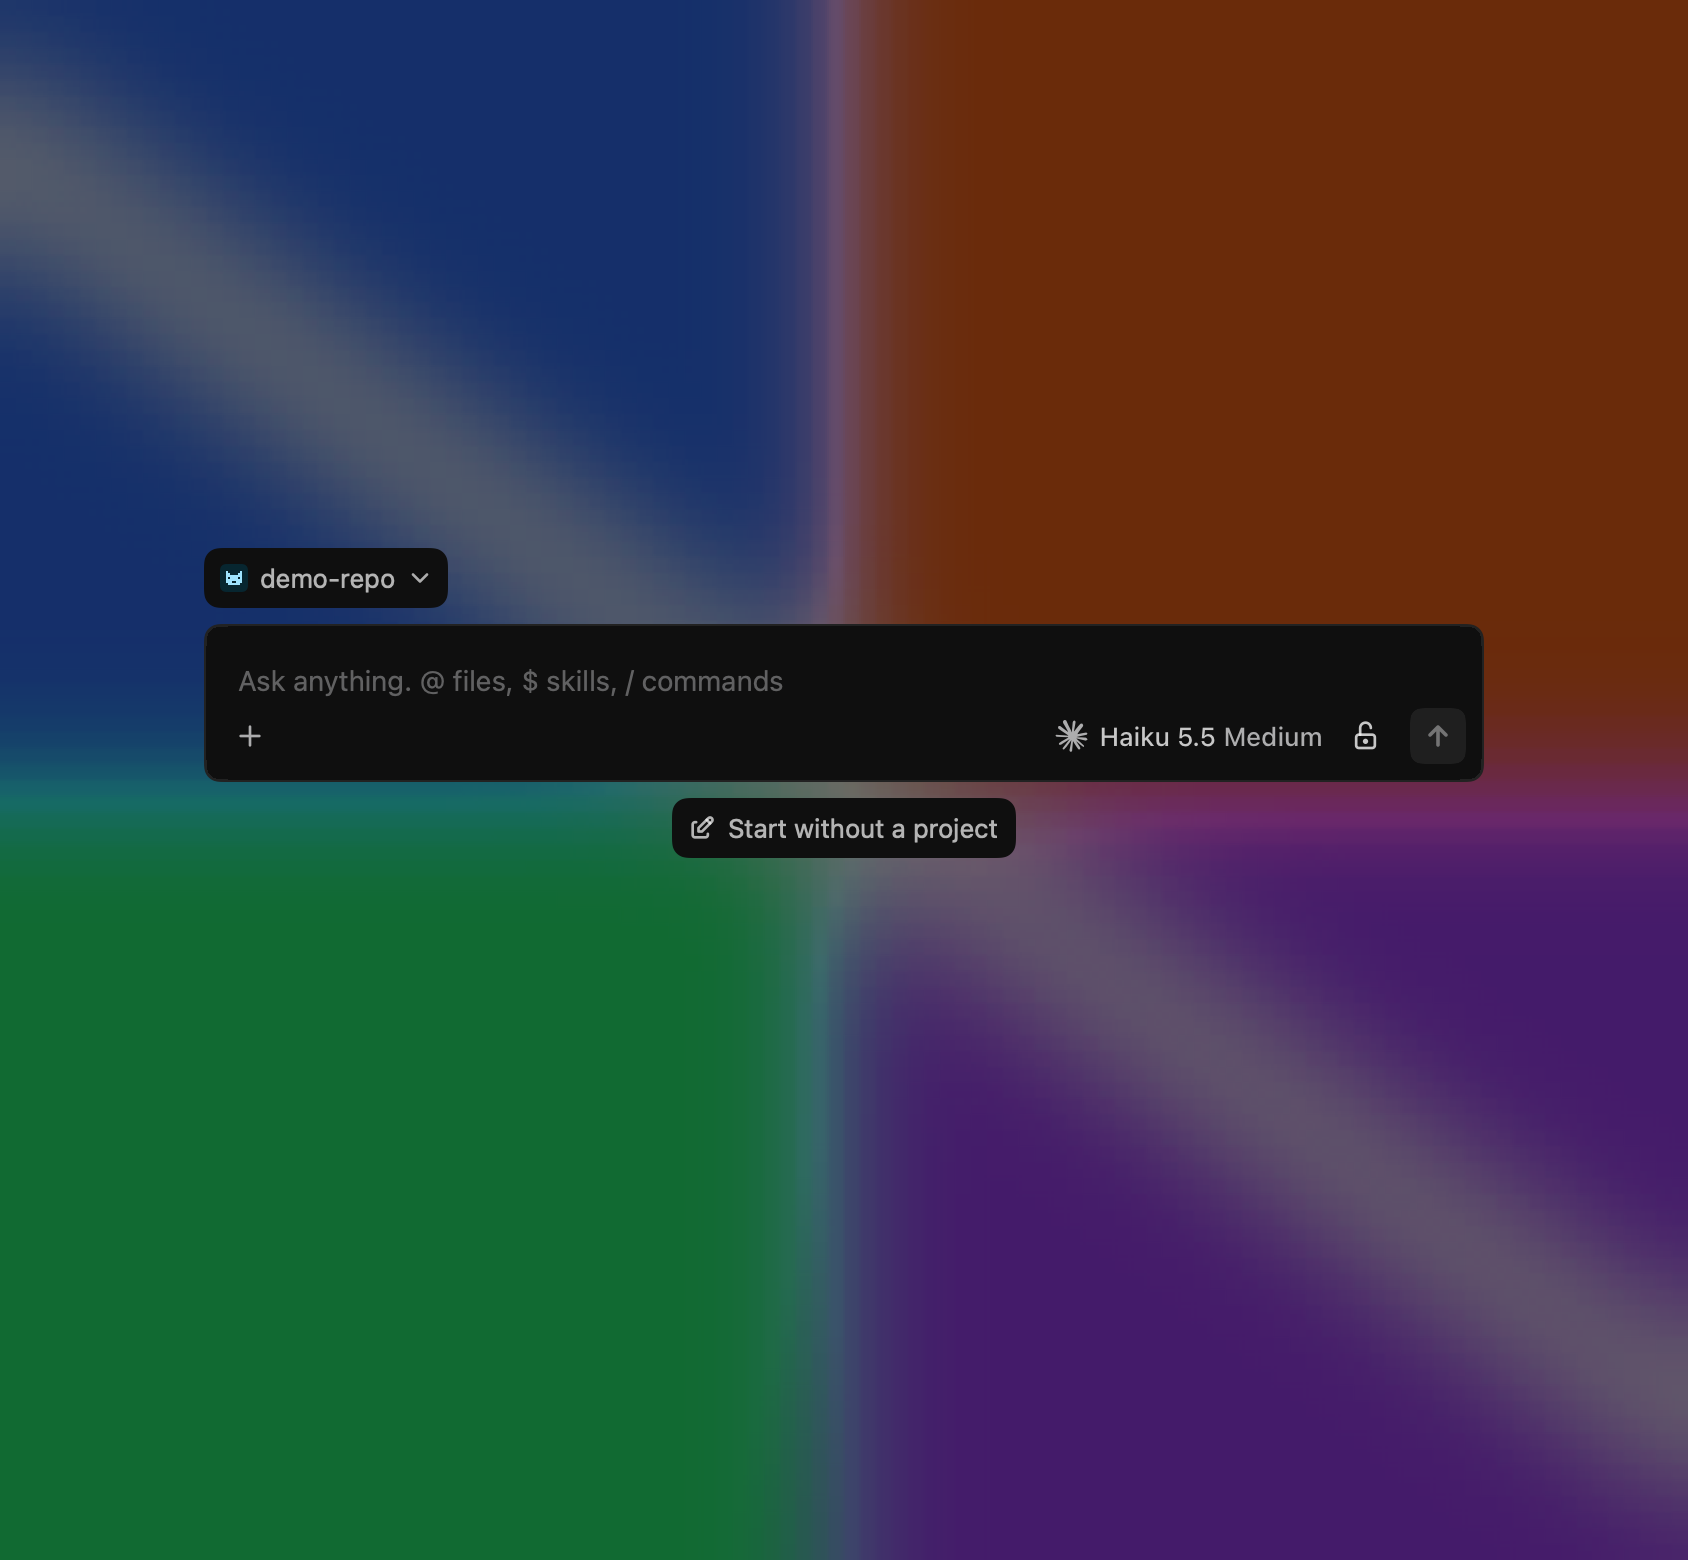 demo-repo
Ask anything. @ files, $ skills, / commands
Haiku 5.5 Medium
Start without a project